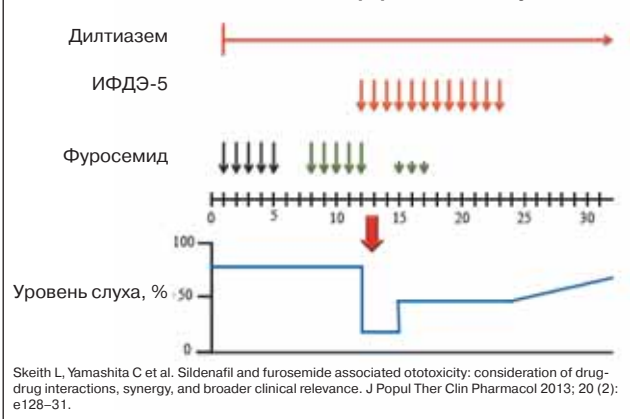 Дилтиазем
ИФДЭ-5
Фуросемид
0 5 10 15 20 25 30
100
Уровень слуха, % 50
0
Skeith L, Yamashita C et al. Sildenafil and furosemide associated ototoxicity: consideration of drug-
drug interactions, synergy, and broader clinical relevance. J Popul Ther Clin Pharmacol 2013; 20 (2):
e128–31.